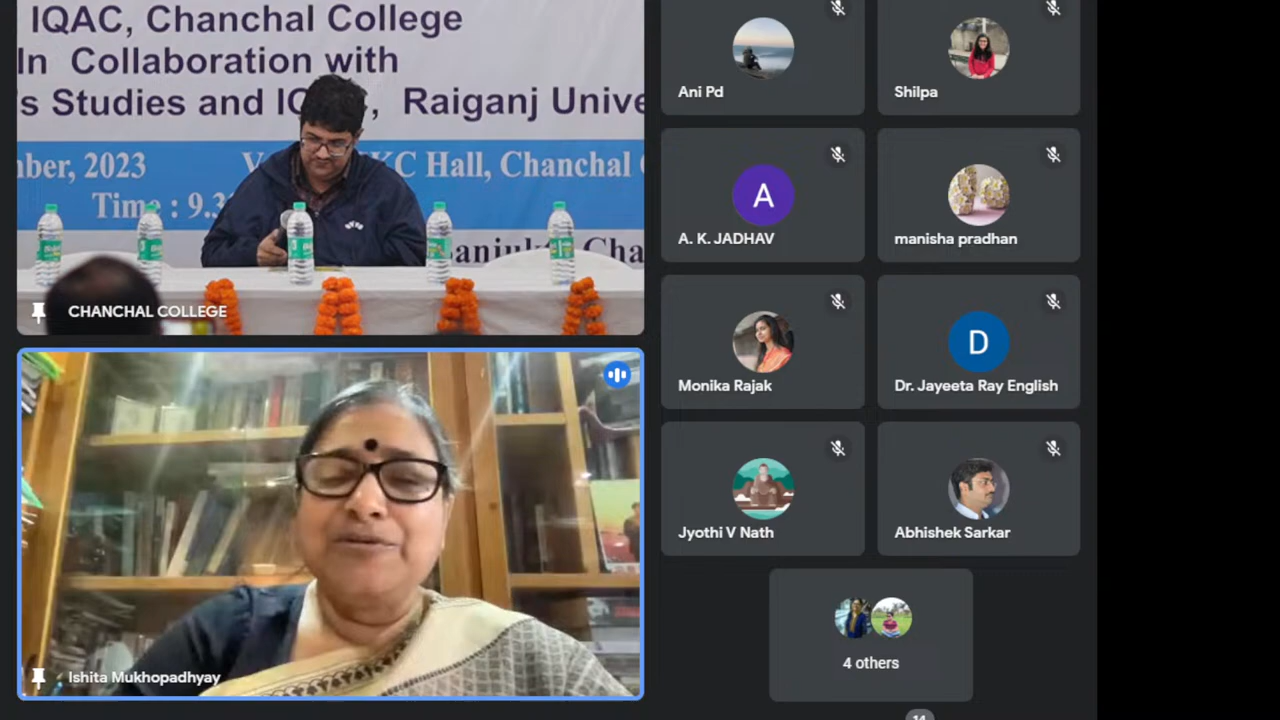 IQAC, Chanchal College
In Collaboration with
's Studies and IQ C, Raiganj Unive
ber, 2023
KC Hall, Chanchal
Time : 9.3
Cha
CHANCHAL COLLEGE
Ishita Mukhopadhyay
Ani Pd
Shilpa
A
A. K. JADHAV
manisha pradhan
Monika Rajak
D
Dr. Jayeeta Ray English
Jyothi V Nath
Abhishek Sarkar
4 others
14